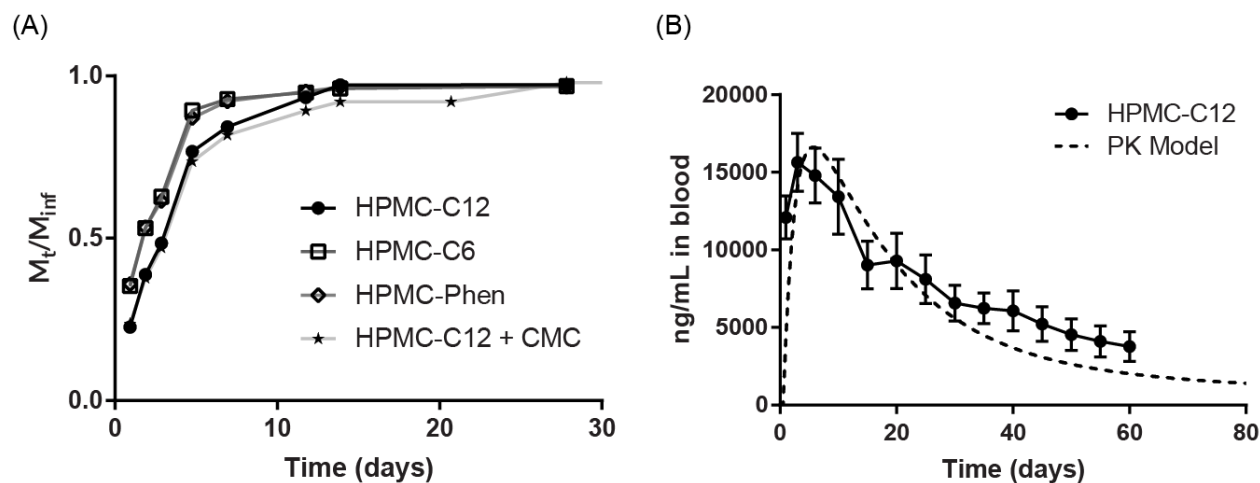 (A)
1.0
0.5
0.0
Mt/Minf
HPMC-C12
HPMC-C6
HPMC-Phen
HPMC-C12 + CMC
0 10 20 30
Time (days)
(B)
20000
15000
10000
5000
0
ng/mL in blood
HPMC-C12
PK Model
0 20 40 60 80
Time (days)